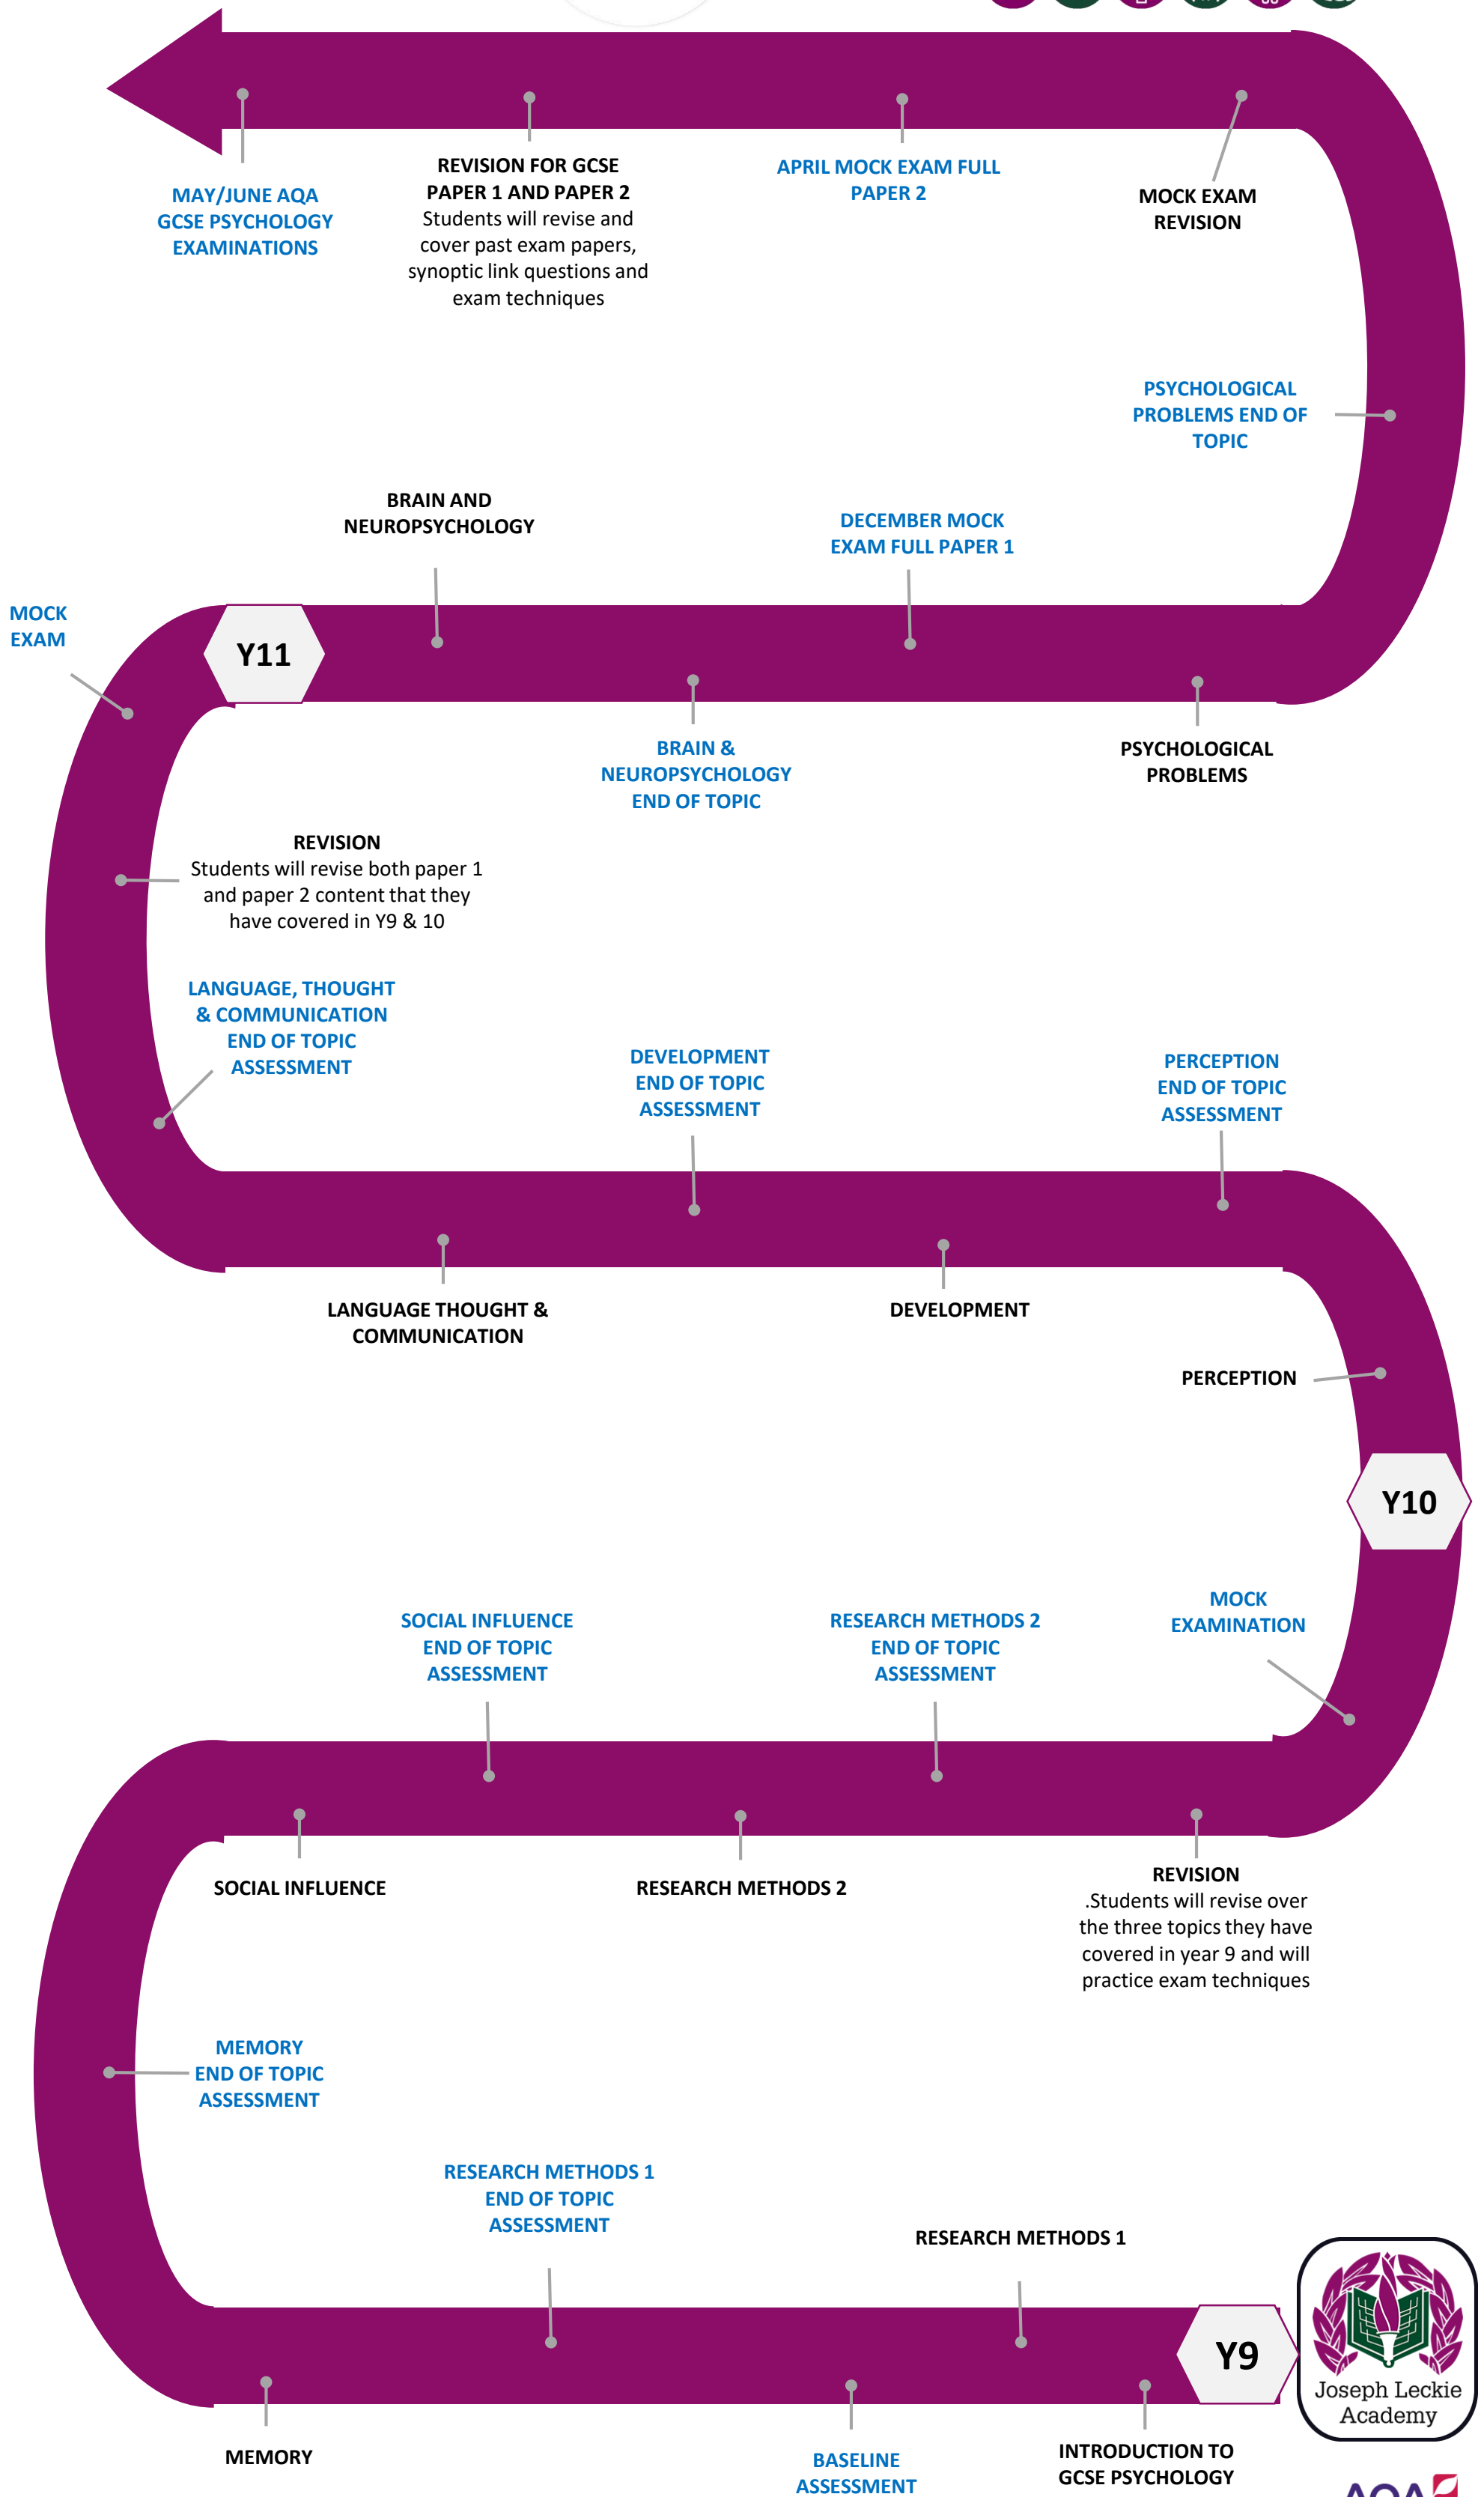 MAY/JUNE AQA
GCSE PSYCHOLOGY
EXAMINATIONS
REVISION FOR GCSE
PAPER 1 AND PAPER 2
Students will revise and
cover past exam papers,
synoptic link questions and
exam techniques
APRIL MOCK EXAM FULL
PAPER 2
MOCK EXAM
REVISION
PSYCHOLOGICAL
PROBLEMS END OF
TOPIC
BRAIN AND
NEUROPSYCHOLOGY
DECEMBER MOCK
EXAM FULL PAPER 1
MOCK
EXAM
Y11
BRAIN &
NEUROPSYCHOLOGY
END OF TOPIC
PSYCHOLOGICAL
PROBLEMS
REVISION
Students will revise both paper 1
and paper 2 content that they
have covered in Y9 & 10
LANGUAGE, THOUGHT
& COMMUNICATION
END OF TOPIC
ASSESSMENT
DEVELOPMENT
END OF TOPIC
ASSESSMENT
PERCEPTION
END OF TOPIC
ASSESSMENT
LANGUAGE THOUGHT &
COMMUNICATION
DEVELOPMENT
PERCEPTION
Y10
SOCIAL INFLUENCE
END OF TOPIC
ASSESSMENT
RESEARCH METHODS 2
END OF TOPIC
ASSESSMENT
MOCK
EXAMINATION
SOCIAL INFLUENCE
RESEARCH METHODS 2
REVISION
.Students will revise over
the three topics they have
covered in year 9 and will
practice exam techniques
MEMORY
END OF TOPIC
ASSESSMENT
RESEARCH METHODS 1
END OF TOPIC
ASSESSMENT
RESEARCH METHODS 1
Y9
Joseph Leckie
Academy
MEMORY
BASELINE
ASSESSMENT
INTRODUCTION TO
GCSE PSYCHOLOGY
AQA